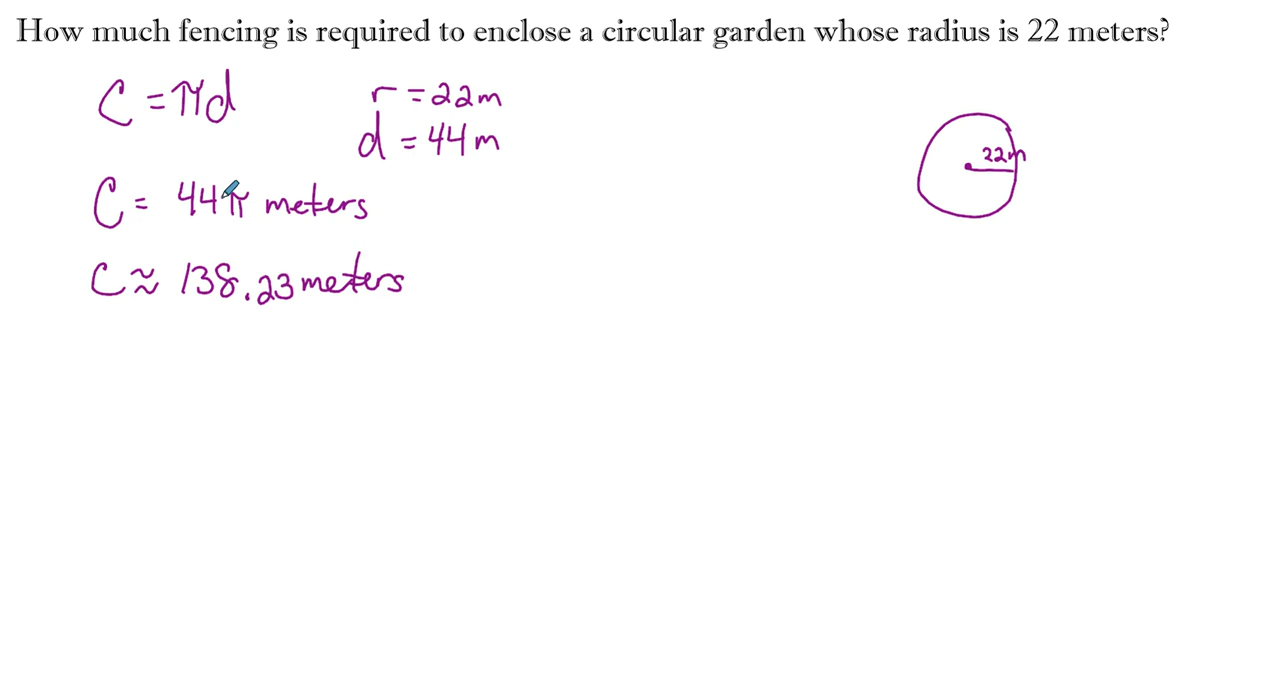 How much fencing is required to enclose a circular garden whose radius is 22 meters?
C = πd
r = 22m
d = 44m
22m
C = 44π meters
C ≈ 138.23 meters